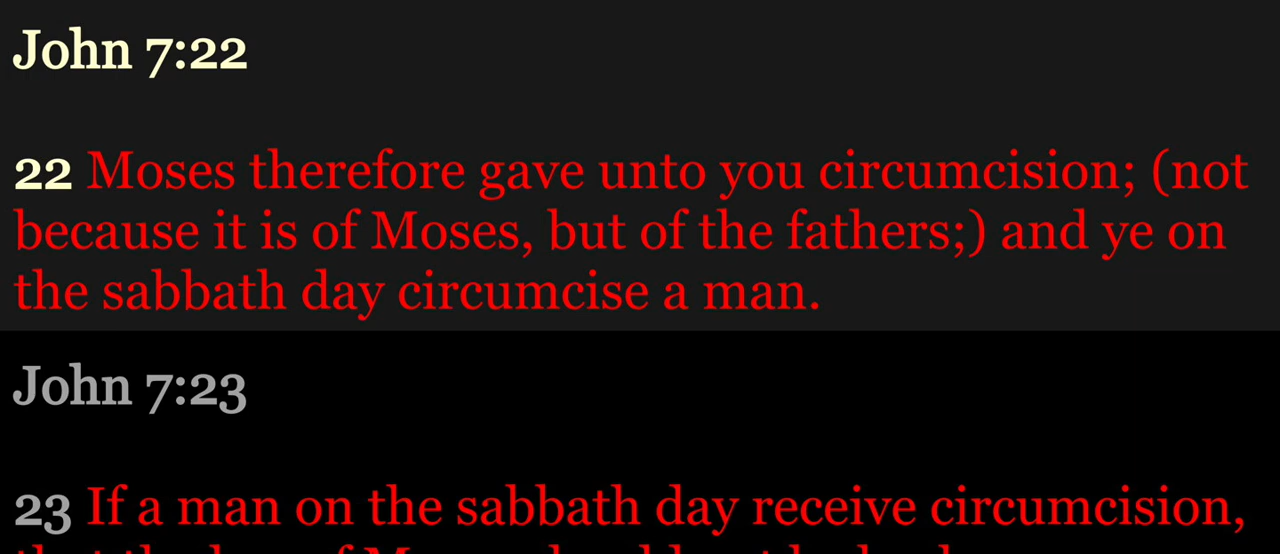 John 7:22
22 Moses therefore gave unto you circumcision; (not
because it is of Moses, but of the fathers;) and ye on
the sabbath day circumcise a man.
John 7:23
23 If a man on the sabbath day receive circumcision,